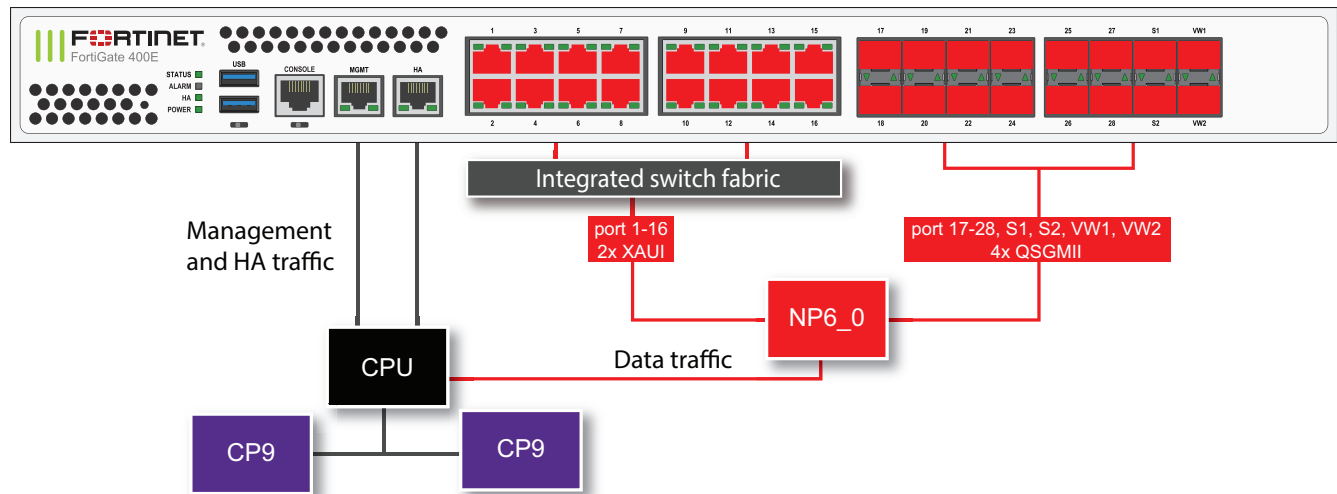 FORTINET
FortiGate 400E
STATUS
ALARM
HA
POWER
USB
CONSOLE
MGMT
HA
1 3 5 7
2 4 6 8
9 11 13 15
10 12 14 16
17 19 21 23
18 20 22 24
25 27 S1 VW1
26 28 S2 VW2
Integrated switch fabric
Management
and HA traffic
port 1-16
2x XAUI
port 17-28, S1, S2, VW1, VW2
4x QSGMII
NP6_0
Data traffic
CPU
CP9
CP9